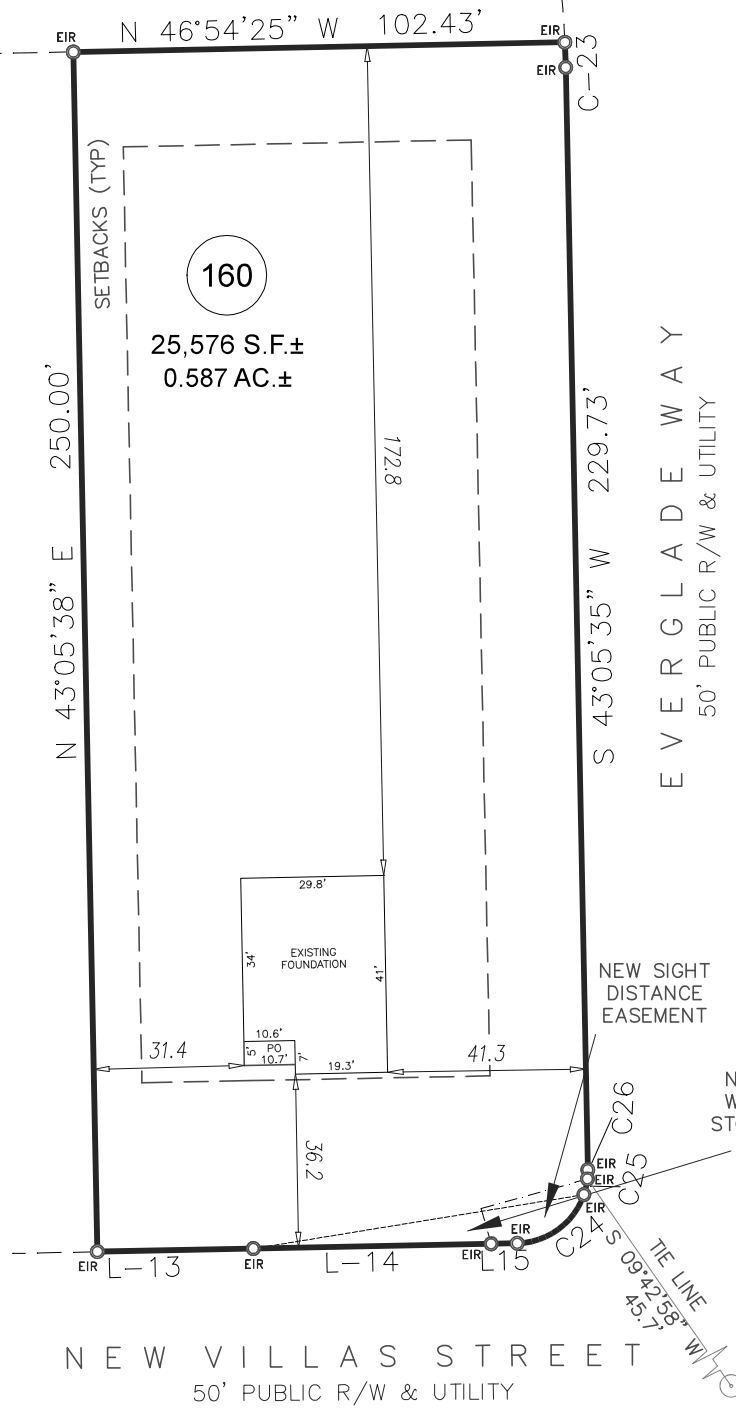 N 46°54'25" W 102.43'
EIR
EIR
EIR
C-23
SETBACKS (TYP)
160
25,576 S.F.±
0.587 AC.±
N 43°05'38" E 250.00'
172.8
S 43°05'35" W 229.73'
EVERGLADE WAY
50' PUBLIC R/W & UTILITY
29.8'
34'
EXISTING
FOUNDATION
41'
10.6'
5'
PO
10.7'
7'
19.3'
31.4
41.3
36.2
NEW SIGHT
DISTANCE
EASEMENT
N
W
STO
C26
EIR
EIR
C25
EIR
C24
EIR
EIR
L15
L-14
EIR
L-13
EIR
TIE LINE
S 09°42'58" W
45.7'
NEW VILLAS STREET
50' PUBLIC R/W & UTILITY